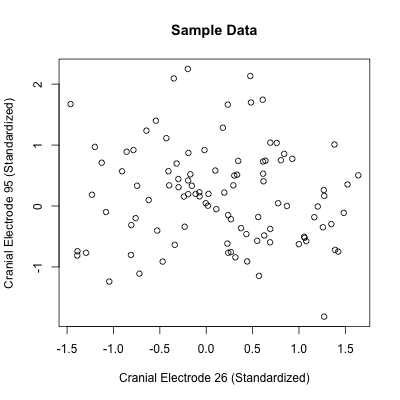 Sample Data
2
1
0
-1
Cranial Electrode 95 (Standardized)
-1.5 -1.0 -0.5 0.0 0.5 1.0 1.5
Cranial Electrode 26 (Standardized)